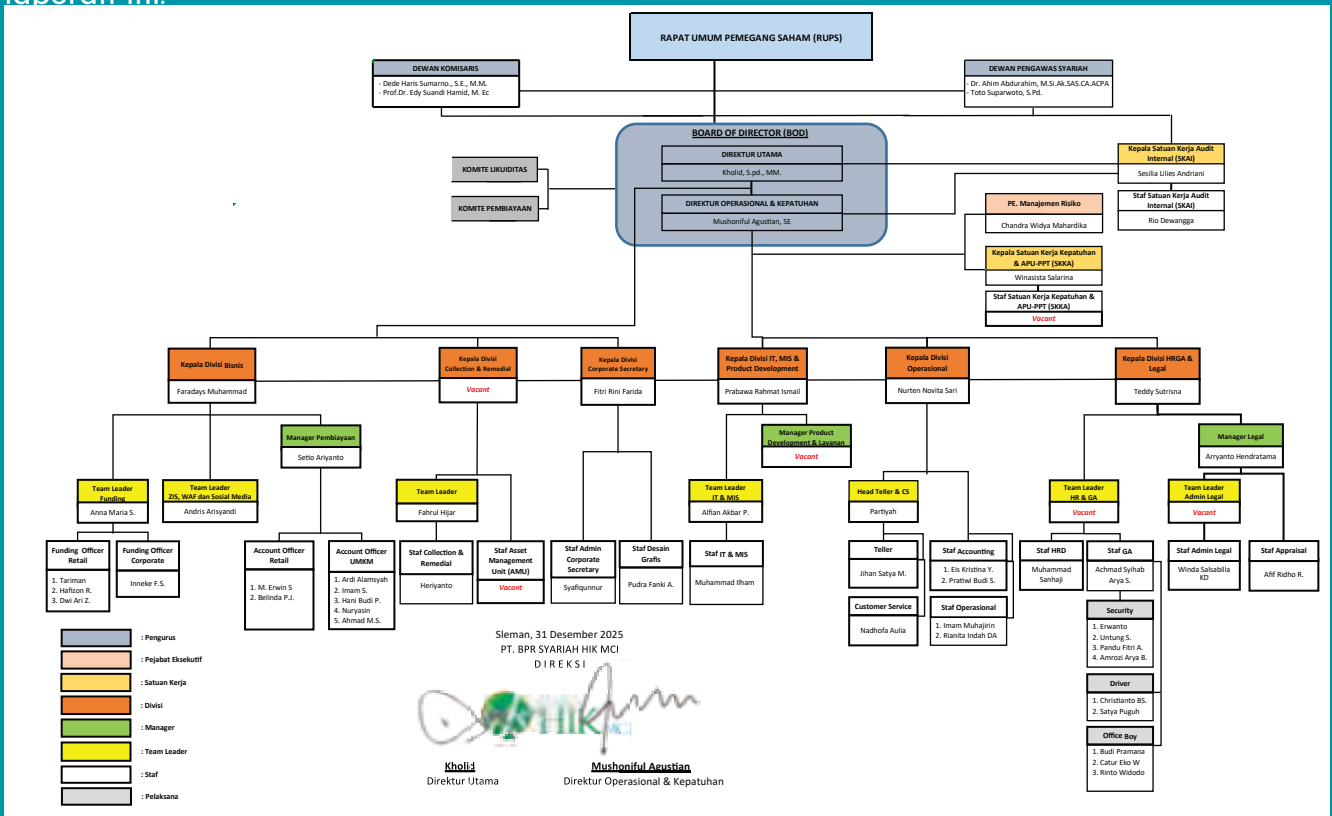 laporan ini.
RAPAT UMUM PEMEGANG SAHAM (RUPS)
DEWAN KOMISARIS
- Dede Haris Sumarno., S.E., M.M.
- Prof.Dr. Edy Suandi Hamid, M. Ec
DEWAN PENGAWAS SYARIAH
- Dr. Ahim Abdurahim, M.Si.Ak.SAS.CA.ACPA
- Toto Suparwoto, S.Pd.
BOARD OF DIRECTOR (BOD)
DIREKTUR UTAMA
Kholid, S.pd., MM.
DIREKTUR OPERASIONAL & KEPATUHAN
Mushoniful Agustian, SE
KOMITE LIKUIDITAS
KOMITE PEMBIAYAAN
Kepala Satuan Kerja Audit
Internal (SKAI)
Sesilia Lilies Andriani
Staf Satuan Kerja Audit
Internal (SKAI)
Rio Dewangga
PE. Manajemen Risiko
Chandra Widya Mahardika
Kepala Satuan Kerja Kepatuhan
& APU-PPT (SKKA)
Winasista Salarina
Staf Satuan Kerja Kepatuhan &
APU-PPT (SKKA)
Vacant
Kepala Divisi Bisnis
Faradays Muhammad
Kepala Divisi
Collection & Remedial
Vacant
Kepala Divisi
Corporate Secretary
Fitri Rini Farida
Kepala Divisi IT, MIS &
Product Development
Prabawa Rahmat Ismail
Kepala Divisi
Operasional
Nurten Novita Sari
Kepala Divisi HRGA &
Legal
Teddy Sutrisna
Manager Pembiayaan
Setio Ariyanto
Manager Product
Development & Layanan
Vacant
Manager Legal
Arryanto Hendratama
Team Leader
Funding
Anna Maria S.
Team Leader
ZIS, WAF dan Sosial Media
Andris Arisyandi
Team Leader
Fahrul Hijar
Team Leader
IT & MIS
Alfian Akbar P.
Head Teller & CS
Partiyah
Team Leader
HR & GA
Vacant
Team Leader
Admin Legal
Vacant
Funding Officer
Retail
1. Tariman
2. Hafizon R.
3. Dwi Ari Z.
Funding Officer
Corporate
Inneke F.S.
Account Officer
Retail
1. M. Erwin S
2. Belinda P.J.
Account Officer
UMKM
1. Ardi Alamsyah
2. Imam S.
3. Hani Budi P.
4. Nuryasin
5. Ahmad M.S.
Staf Collection &
Remedial
Heriyanto
Staf Asset
Management
Unit (AMU)
Vacant
Staf Admin
Corporate
Secretary
Syafiqunnur
Staf Desain
Grafis
Pudra Fanki A.
Staf IT & MIS
Muhammad Ilham
Teller
Jihan Satya M.
Customer Service
Nadhofa Aulia
Staf Accounting
1. Eis Kristina Y.
2. Pratiwi Budi S.
Staf Operasional
1. Imam Muhajirin
2. Rianita Indah DA
Staf HRD
Muhammad
Sanhaji
Staf GA
Achmad Syihab
Arya S.
Security
1. Erwanto
2. Untung S.
3. Pandu Fitri A.
4. Amrozi Arya B.
Driver
1. Christianto BS.
2. Satya Puguh
Office Boy
1. Budi Pramana
2. Catur Eko W
3. Rinto Widodo
Staf Admin Legal
Winda Salsabilla
KD
Staf Appraisal
Afif Ridho R.
: Pengurus
: Pejabat Eksekutif
: Satuan Kerja
: Divisi
: Manager
: Team Leader
: Staf
: Pelaksana
Sleman, 31 Desember 2025
PT. BPR SYARIAH HIK MCI
D I R E K S I
HIK MCI
Kholid
Direktur Utama
Mushoniful Agustian
Direktur Operasional & Kepatuhan